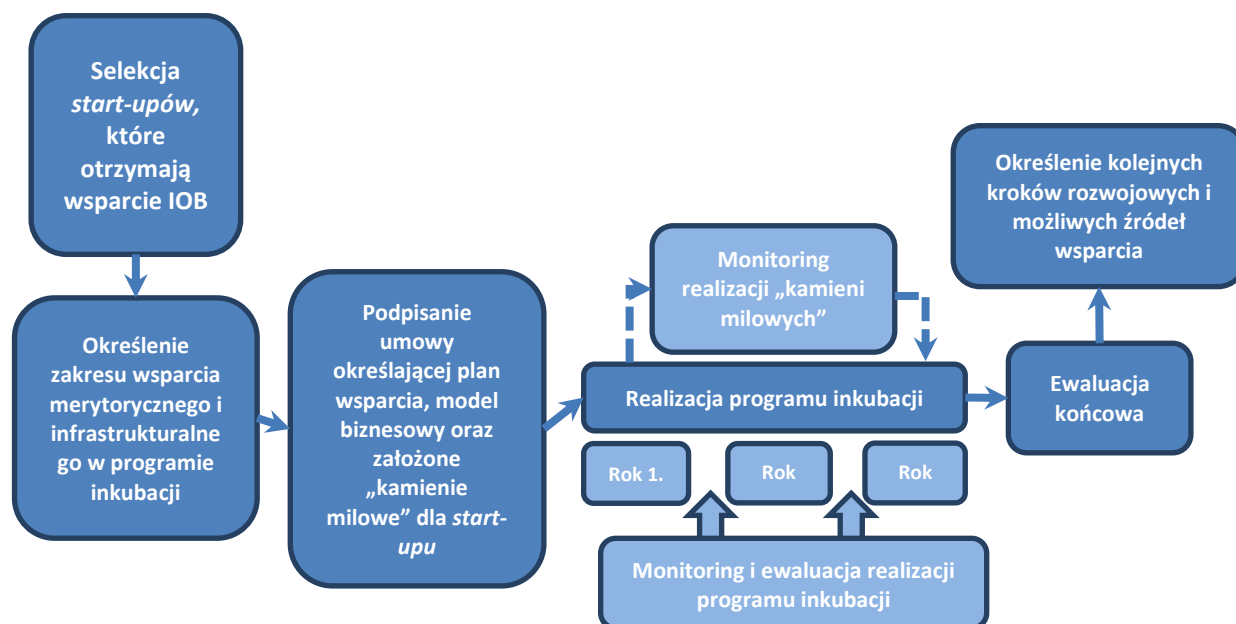 Selekcja
start-upów,
które
otrzymają
wsparcie IOB
Określenie
zakresu wsparcia
merytorycznego i
infrastrukturalne
go w programie
inkubacji
Podpisanie
umowy
określającej plan
wsparcia, model
biznesowy oraz
założone
„kamienie
milowe” dla start-
upu
Monitoring
realizacji „kamieni
milowych”
Realizacja programu inkubacji
Rok 1.
Rok
Rok
Monitoring i ewaluacja realizacji
programu inkubacji
Ewaluacja
końcowa
Określenie kolejnych
kroków rozwojowych i
możliwych źródeł
wsparcia